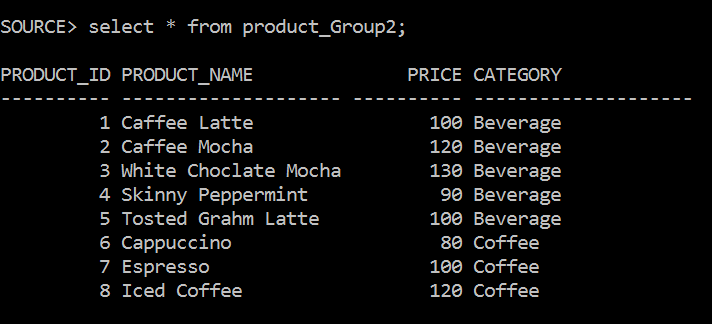 SOURCE> select * from product_Group2;
PRODUCT_ID PRODUCT_NAME PRICE CATEGORY
---------- -------------------- ---------- --------------------
1 Caffee Latte 100 Beverage
2 Caffee Mocha 120 Beverage
3 White Choclate Mocha 130 Beverage
4 Skinny Peppermint 90 Beverage
5 Tosted Grahm Latte 100 Beverage
6 Cappuccino 80 Coffee
7 Espresso 100 Coffee
8 Iced Coffee 120 Coffee